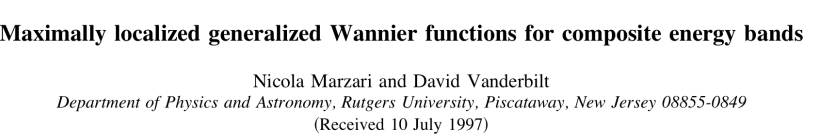 Maximally localized generalized Wannier functions for composite energy bands
Nicola Marzari and David Vanderbilt
Department of Physics and Astronomy, Rutgers University, Piscataway, New Jersey 08855-0849
(Received 10 July 1997)